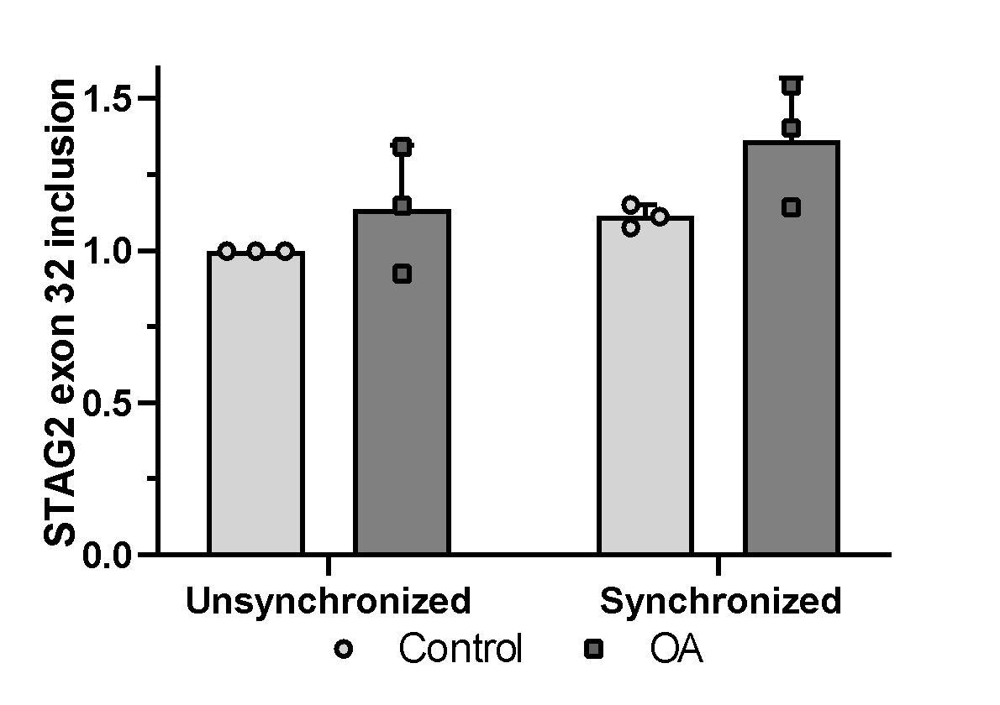 STAG2 exon 32 inclusion
1.5
1.0
0.5
0.0
Unsynchronized Synchronized
Control OA